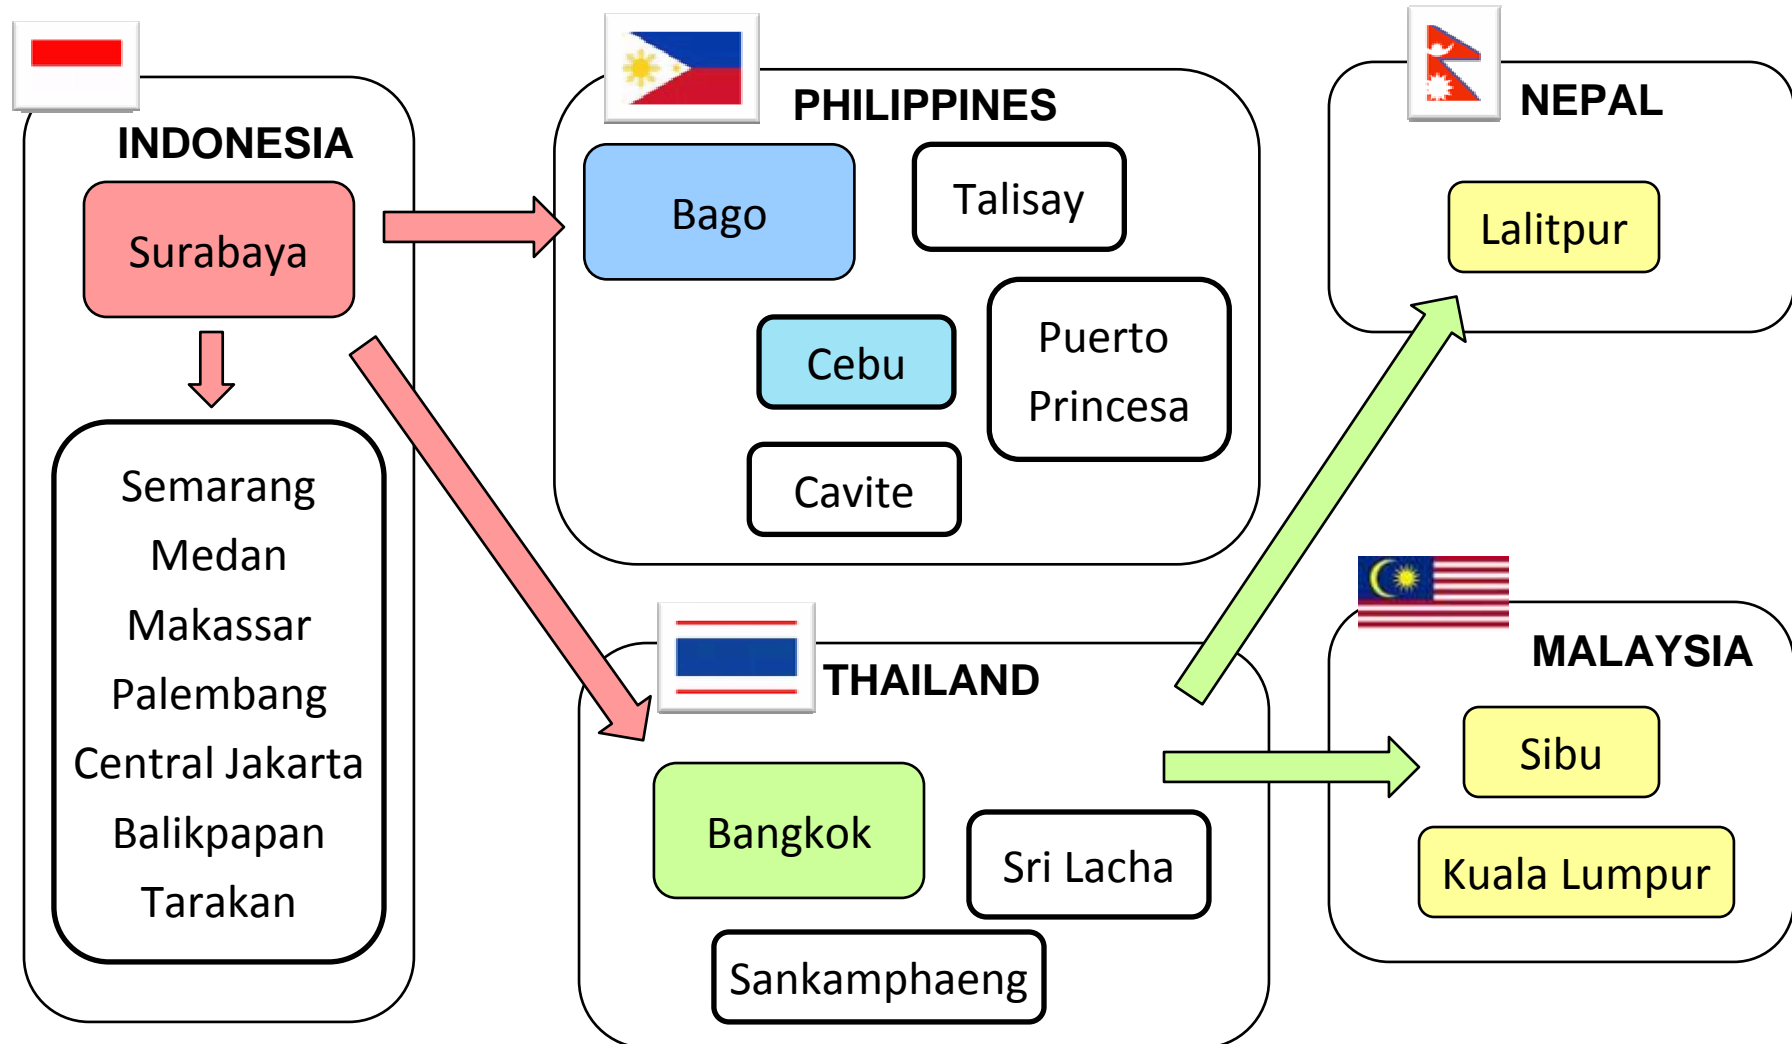 INDONESIA
Surabaya
Semarang
Medan
Makassar
Palembang
Central Jakarta
Balikpapan
Tarakan
PHILIPPINES
Bago
Talisay
Cebu
Puerto
Princesa
Cavite
THAILAND
Bangkok
Sri Lacha
Sankamphaeng
NEPAL
Lalitpur
MALAYSIA
Sibu
Kuala Lumpur